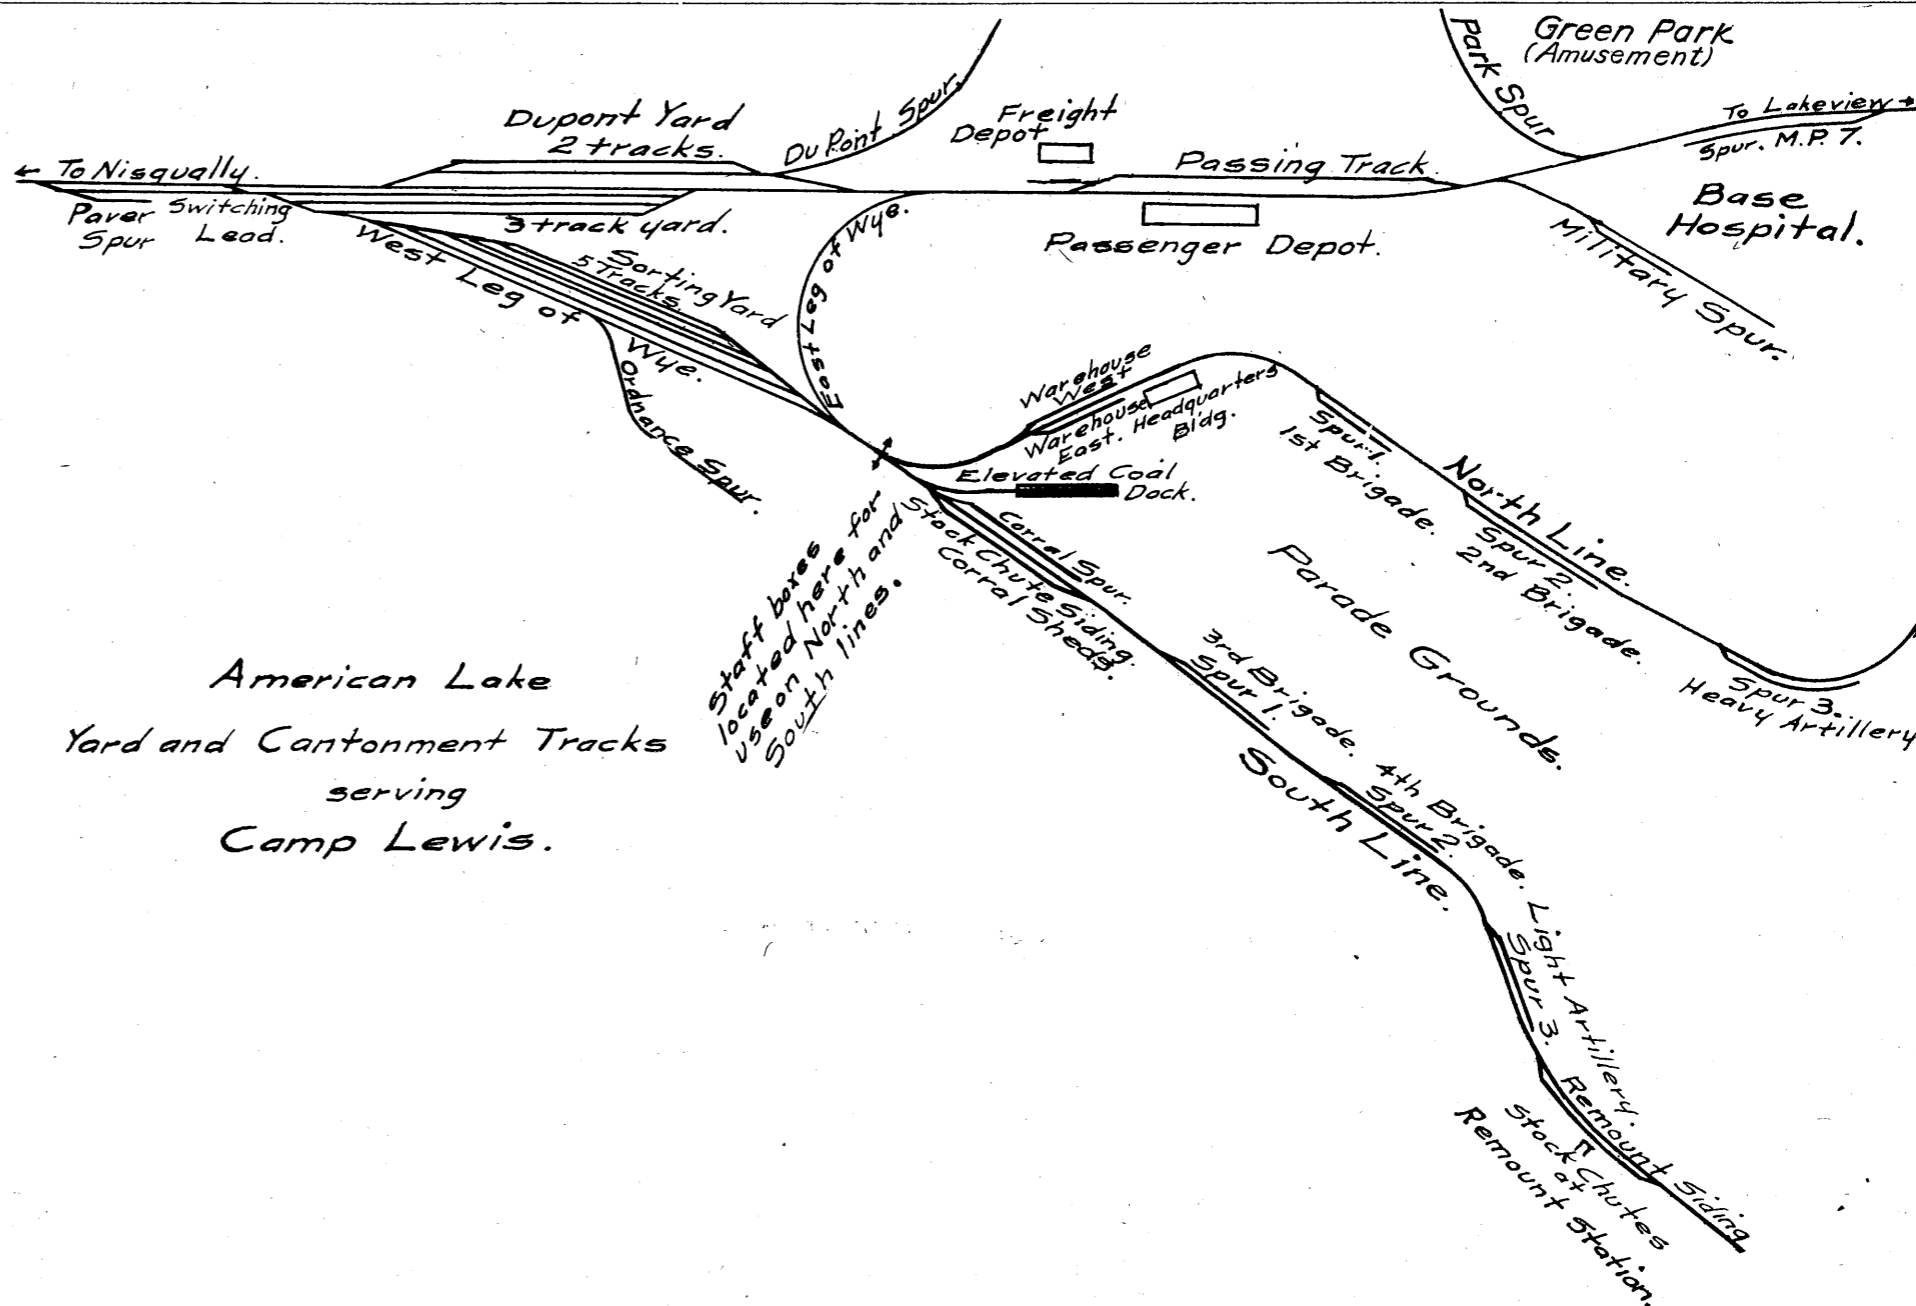 Green Park
(Amusement)
Park Spur
To Lakeview
Spur. M.P. 7.
Dupont Yard
2 tracks.
DuPont Spur.
Freight
Depot
Passing Track.
To Nisqually.
Paver
Spur
Switching
Lead.
3 track yard.
West Leg of
Wye.
Sorting Yard
5 Tracks.
East Leg of Wye.
Passenger Depot.
Base
Hospital.
Military Spur.
Ordnance Spur.
Warehouse
West
Warehouse
East.
Headquarters
Bldg.
Elevated Coal
Dock.
Spur 1.
1st Brigade.
North Line.
Spur 2
2nd Brigade.
Spur 3.
Heavy Artillery
Staff boxes
located here for
use on North and
South lines.
Corral Spur.
Stock Chute Siding.
Corral Sheds.
Parade Grounds.
3rd Brigade.
Spur 1.
South Line.
4th Brigade.
Spur 2.
Light Artillery.
Spur 3.
Remount Siding
Stock Chutes
at
Remount Station.
American Lake
Yard and Cantonment Tracks
serving
Camp Lewis.